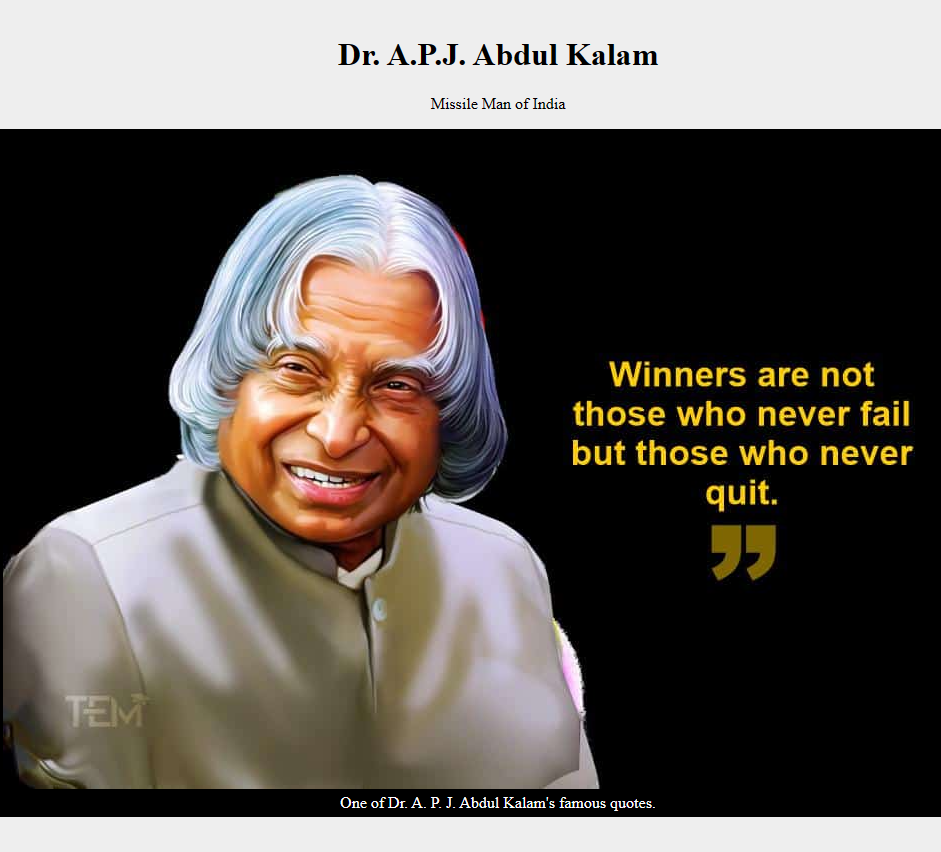 Dr. A.P.J. Abdul Kalam
Missile Man of India
Winners are not
those who never fail
but those who never
quit.
”
TEM
One of Dr. A. P. J. Abdul Kalam's famous quotes.